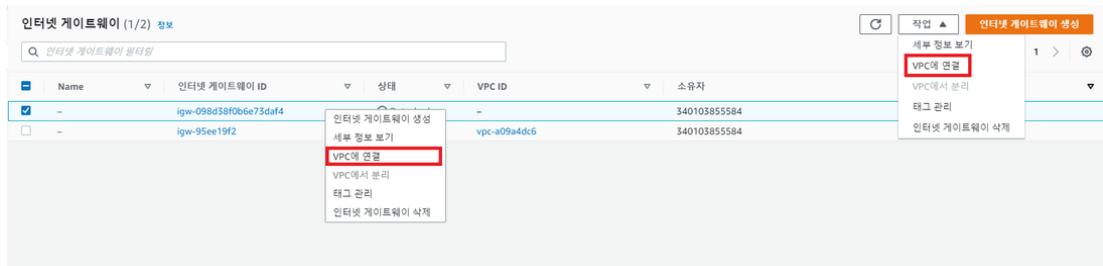 인터넷 게이트웨이 (1/2) 정보
작업 ▲
인터넷 게이트웨이 생성
인터넷 게이트웨이 필터링
1
세부 정보 보기
VPC에 연결
VPC에서 분리
태그 관리
인터넷 게이트웨이 삭제
Name 인터넷 게이트웨이 ID 상태 VPC ID 소유자
– igw-098d38f0b6e73daf4 – 340103855584
– igw-95ee19f2 vpc-a09a4dc6 340103855584
인터넷 게이트웨이 생성
세부 정보 보기
VPC에 연결
VPC에서 분리
태그 관리
인터넷 게이트웨이 삭제